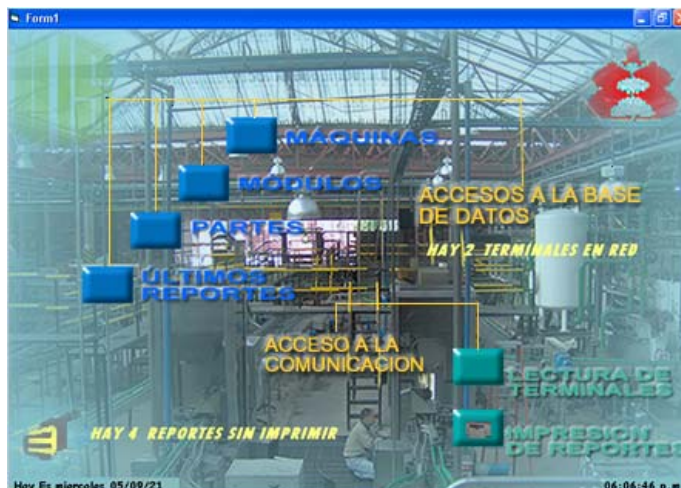 Form1
MÁQUINAS
MÓDULOS
PARTES
ÚLTIMOS
REPORTES
ACCESOS A LA BASE
DE DATOS
HAY 2 TERMINALES EN RED
ACCESO A LA
COMUNICACION
LECTURA DE
TERMINALES
IMPRESION
DE REPORTES
HAY 4 REPORTES SIN IMPRIMIR
Hoy Es miercoles 05/09/21
06:06:46 p.m